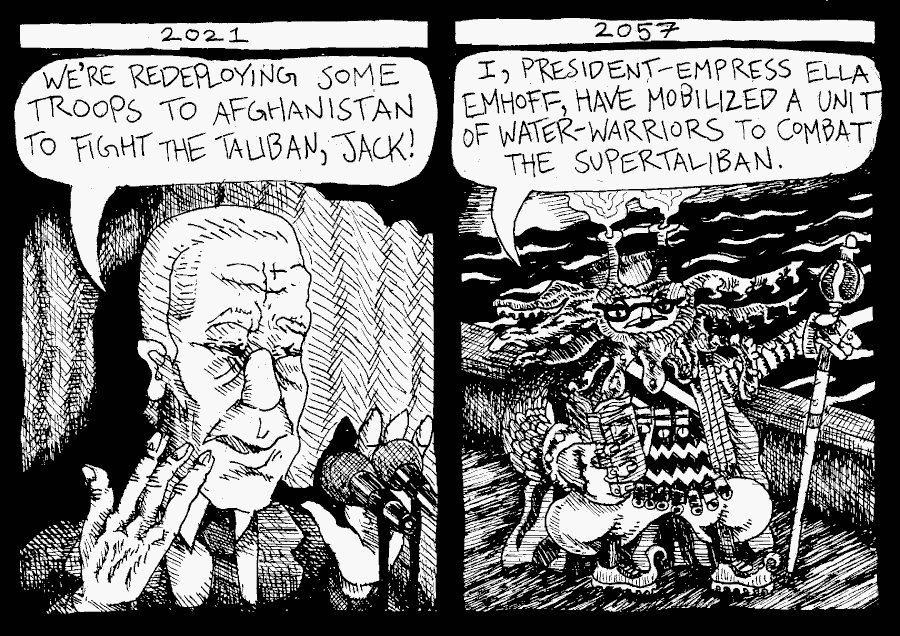 2021
WE'RE REDEPLOYING SOME
TROOPS TO AFGHANISTAN
TO FIGHT THE TALIBAN, JACK!
2057
I, PRESIDENT-EMPRESS ELLA
EMHOFF, HAVE MOBILIZED A UNIT
OF WATER-WARRIORS TO COMBAT
THE SUPERTALIBAN.